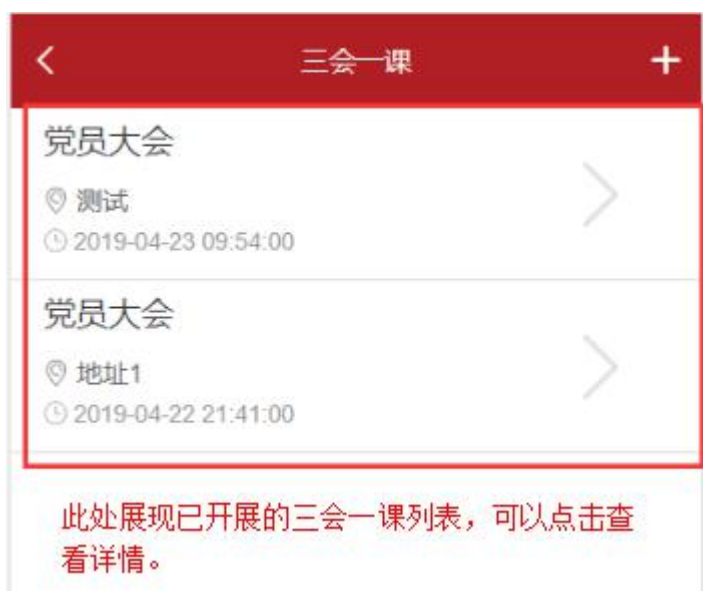 三会一课
党员大会
测试
2019-04-23 09:54:00
党员大会
地址1
2019-04-22 21:41:00
此处展现已开展的三会一课列表，可以点击查
看详情。